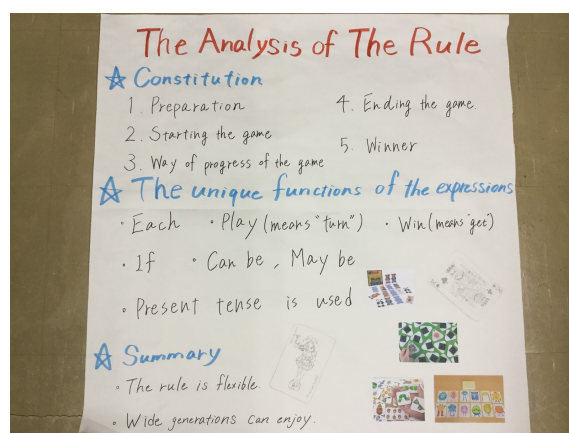 The Analysis of The Rule
☆ Constitution
1. Preparation
2. Starting the game
3. Way of progress of the game
4. Ending the game
5. Winner
☆ The unique functions of the expressions
・Each ・Play (means "turn") ・Win (means "get")
・If ・Can be, May be
・Present tense is used
☆ Summary
・The rule is flexible.
・Wide generations can enjoy.